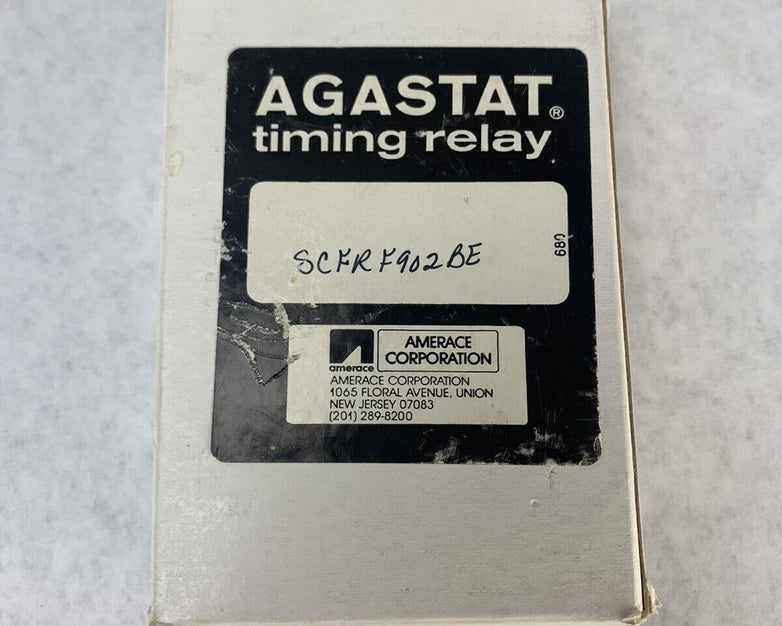 AGASTAT®
timing relay
SCFRF902BE
680
amerace
AMERACE
CORPORATION
AMERACE CORPORATION
1065 FLORAL AVENUE, UNION
NEW JERSEY 07083
(201) 289-8200